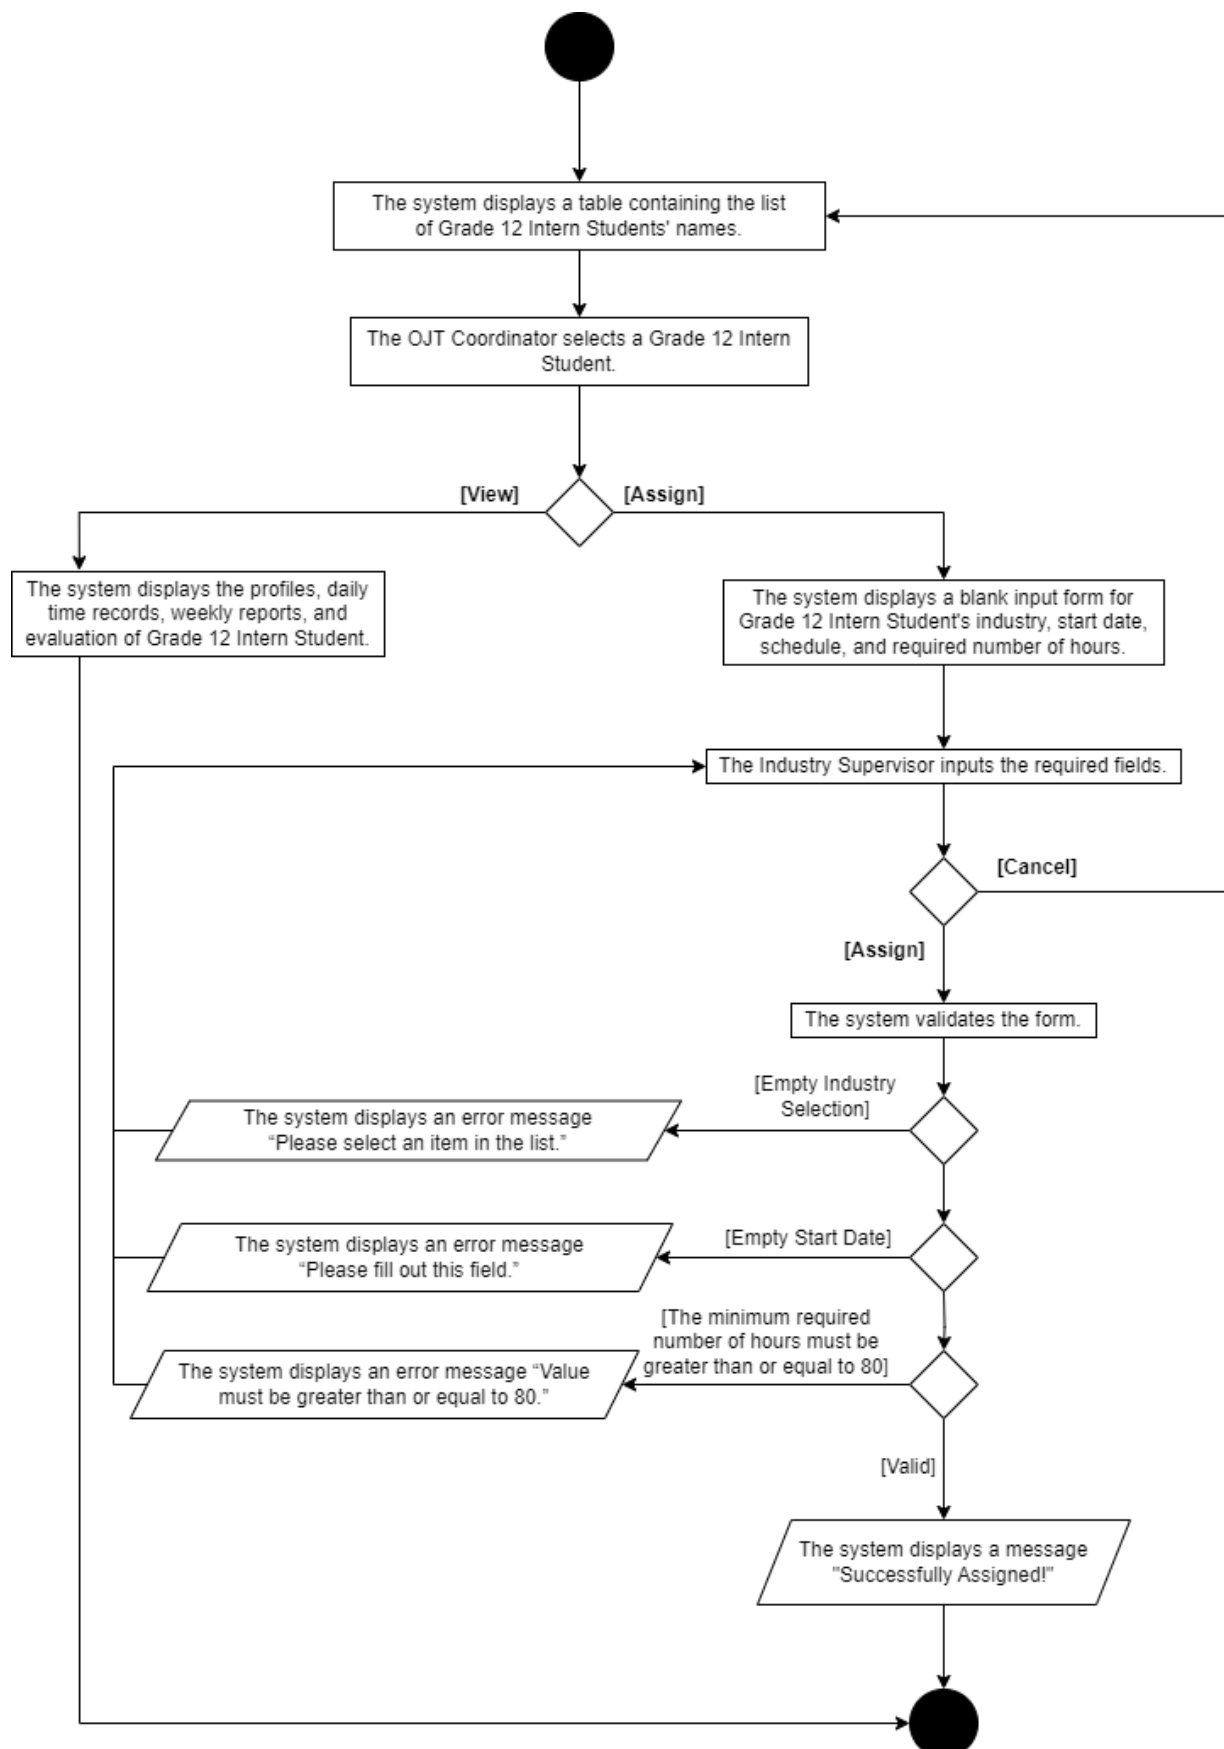 The system displays a table containing the list
of Grade 12 Intern Students' names.
The OJT Coordinator selects a Grade 12 Intern
Student.
[View]
[Assign]
The system displays the profiles, daily
time records, weekly reports, and
evaluation of Grade 12 Intern Student.
The system displays a blank input form for
Grade 12 Intern Student's industry, start date,
schedule, and required number of hours.
The Industry Supervisor inputs the required fields.
[Cancel]
[Assign]
The system validates the form.
[Empty Industry
Selection]
The system displays an error message
“Please select an item in the list.”
[Empty Start Date]
The system displays an error message
“Please fill out this field.”
[The minimum required
number of hours must be
greater than or equal to 80]
The system displays an error message “Value
must be greater than or equal to 80.”
[Valid]
The system displays a message
"Successfully Assigned!"